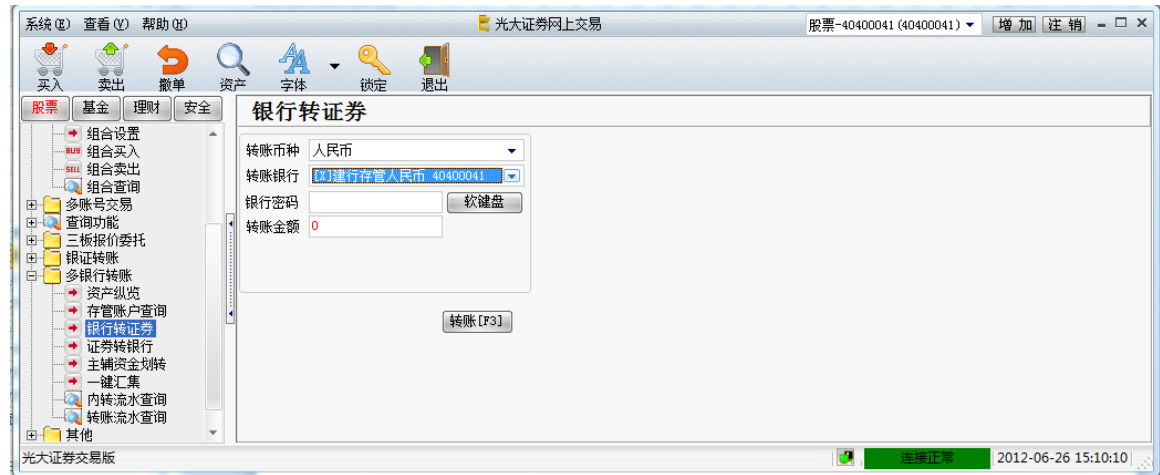 系统(E) 查看(V) 帮助(H) 光大证券网上交易 股票-40400041(40400041) 增 加 注 销
买入 卖出 撤单 资产 字体 锁定 退出
股票 基金 理财 安全
银行转证券
组合设置
BUY 组合买入
SELL 组合卖出
组合查询
多账号交易
查询功能
三板报价委托
银证转账
多银行转账
资产纵览
存管账户查询
银行转证券
证券转银行
主辅资金划转
一键汇集
内转流水查询
转账流水查询
其他
转账币种 人民币
转账银行 [X]建行存管人民币 40400041
银行密码 软键盘
转账金额 0
转账[F3]
光大证券交易版 连接正常 2012-06-26 15:10:10